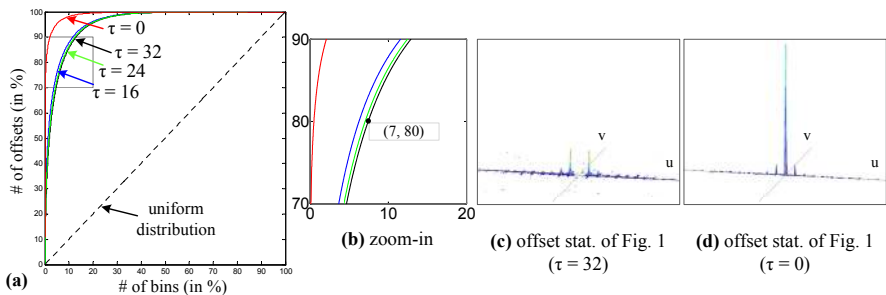 100
90
80
70
60
50
40
30
20
10
0
# of offsets (in %)
τ = 0
τ = 32
τ = 24
τ = 16
uniform
distribution
0 10 20 30 40 50 60 70 80 90 100
# of bins (in %)
(a)
90
80
70
(7, 80)
0 10 20
(b) zoom-in
v
u
(c) offset stat. of Fig. 1
(τ = 32)
v
u
(d) offset stat. of Fig. 1
(τ = 0)